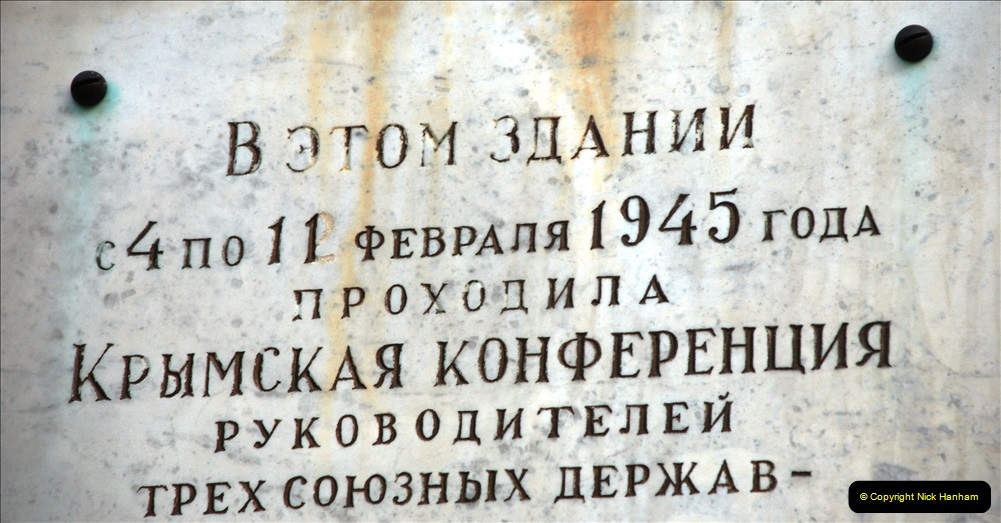 В ЭТОМ ЗДАНИИ
с 4 по 11 ФЕВРАЛЯ 1945 ГОДА
ПРОХОДИЛА
КРЫМСКАЯ КОНФЕРЕНЦИЯ
РУКОВОДИТЕЛЕЙ
ТРЕХ СОЮЗНЫХ ДЕРЖАВ-
© Copyright Nick Hanham